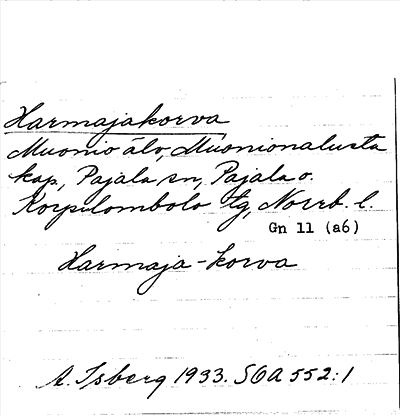 Harmajakorva
Muonio älv, Muonionalusta
kap, Pajala sn, Pajala o.
Korpilombolo tg, Norrb. l.
Gn 11 (a6)
Harmaja-korva
A. Isberg 1933. SOA 552:1